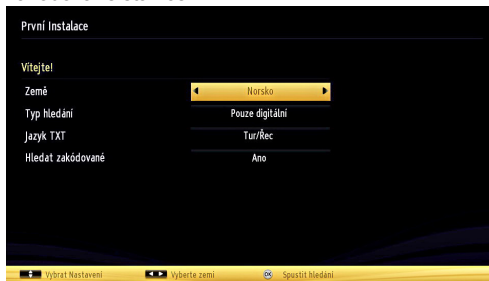 První Instalace
Vítejte!
Země Norsko
Typ hledání Pouze digitální
Jazyk TXT Tur/Řec
Hledat zakódované Ano
Vybrat Nastavení Vyberte zemi OK Spustit hledání